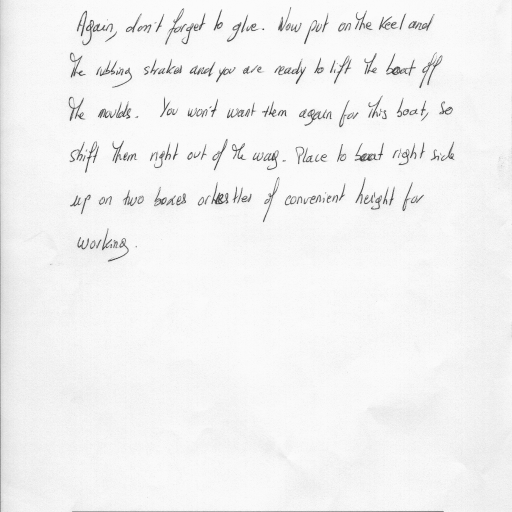 Again, don't forget to glue. Now put on the keel and
the rubbing strakes and you are ready to lift the boat off
the moulds. You won't want them again for this boat, so
shift them right out of the way. Place to boat right side
up on two boxes or trestles of convenient height for
working.